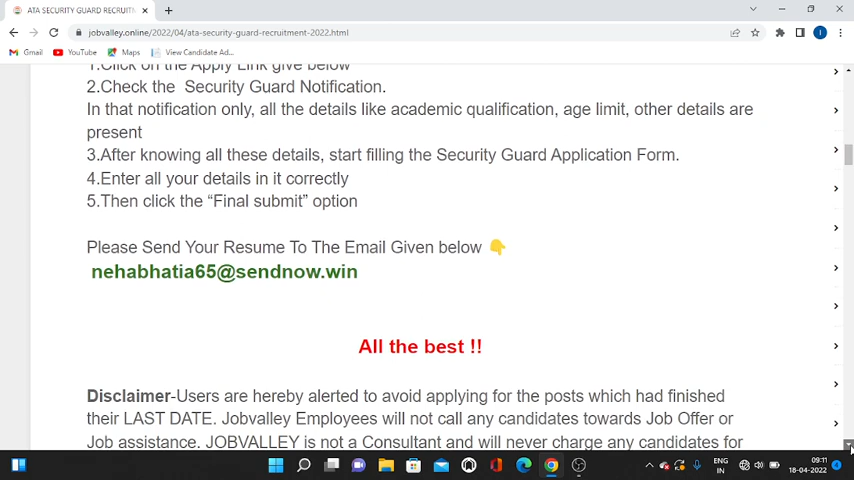 ATA SECURITY GUARD RECRUITMEN
jobvalley.online/2022/04/ata-security-guard-recruitment-2022.html
Gmail YouTube Maps View Candidate Ad...
1.Click on the Apply Link give below
2.Check the Security Guard Notification.
In that notification only, all the details like academic qualification, age limit, other details are
present
3.After knowing all these details, start filling the Security Guard Application Form.
4.Enter all your details in it correctly
5.Then click the “Final submit” option
Please Send Your Resume To The Email Given below 👇
nehabhatia65@sendnow.win
All the best !!
Disclaimer-Users are hereby alerted to avoid applying for the posts which had finished
their LAST DATE. Jobvalley Employees will not call any candidates towards Job Offer or
Job assistance. JOBVALLEY is not a Consultant and will never charge any candidates for
ENG
IN
09:11
18-04-2022
4